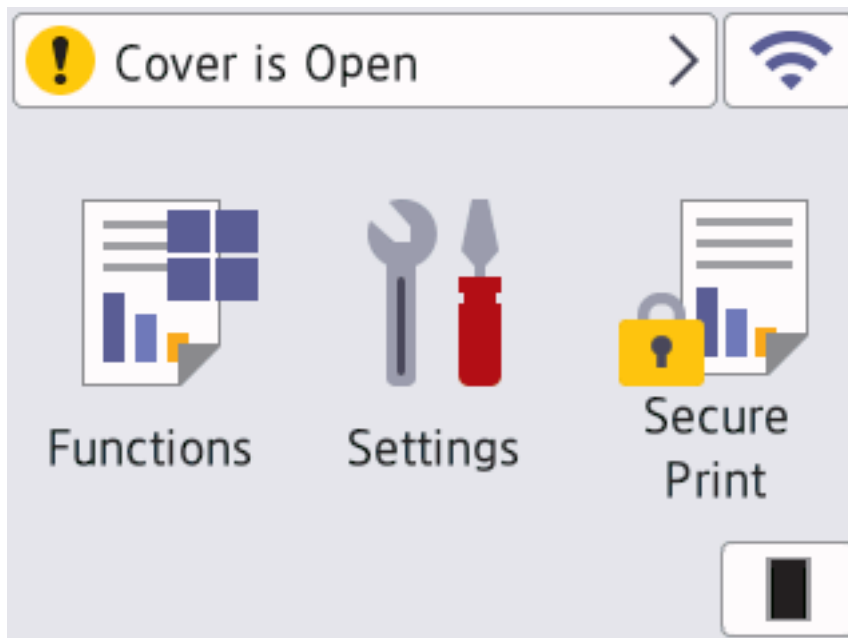 Cover is Open
Functions
Settings
Secure
Print